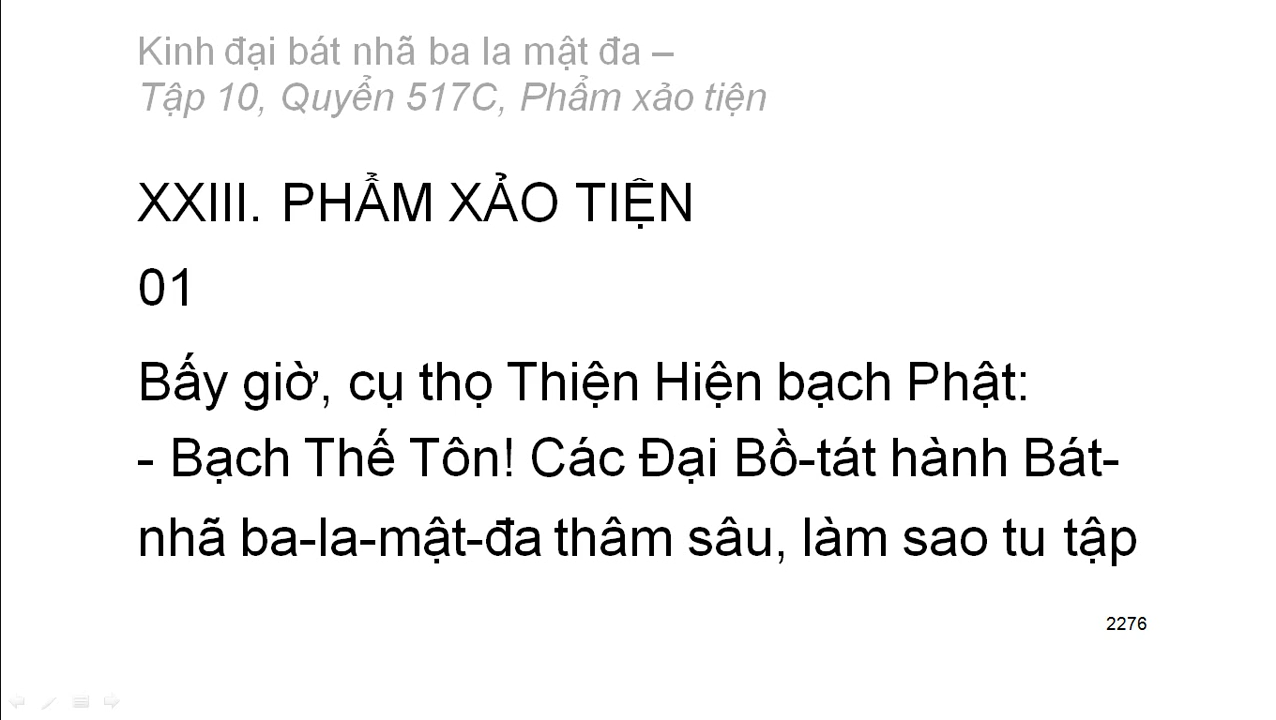 Kinh đại bát nhã ba la mật đa –
Tập 10, Quyển 517C, Phẩm xảo tiện
XXIII. PHẨM XẢO TIỆN
01
Bấy giờ, cụ thọ Thiện Hiện bạch Phật:
- Bạch Thế Tôn! Các Đại Bồ-tát hành Bát-
nhã ba-la-mật-đa thâm sâu, làm sao tu tập
2276